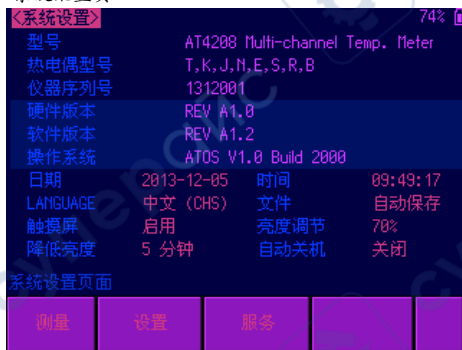 <系统设置> 74%
型号 AT4208 Multi-channel Temp. Meter
热电偶型号 T,K,J,N,E,S,R,B
仪器序列号 1312001
硬件版本 REV A1.0
软件版本 REV A1.2
操作系统 ATOS V1.0 Build 2000
日期 2013-12-05 时间 09:49:17
LANGUAGE 中文 (CHS) 文件 自动保存
触摸屏 启用 亮度调节 70%
降低亮度 5 分钟 自动关机 关闭
系统设置页面
测量 设置 服务